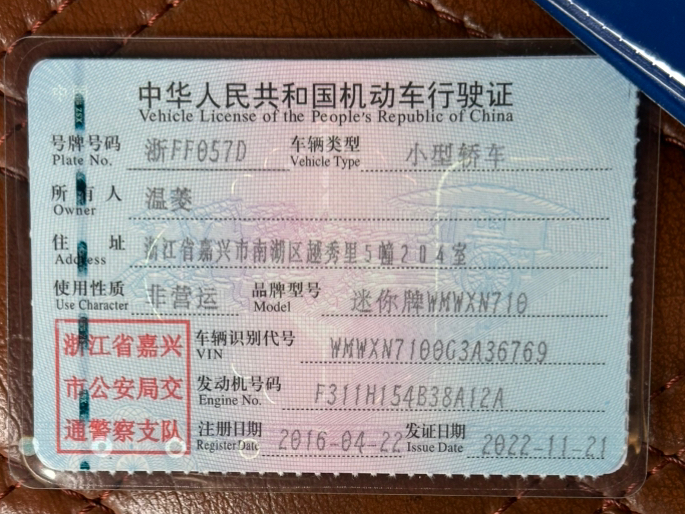 中华人民共和国机动车行驶证
Vehicle License of the People's Republic of China
号牌号码 浙FF057D 车辆类型 小型轿车
Plate No. Vehicle Type
所有人 温菱
Owner
住址 浙江省嘉兴市南湖区越秀里5幢204室
Address
使用性质 非营运 品牌型号 迷你牌WMWXN710
Use Character Model
浙江省嘉兴
市公安局交
通警察支队
车辆识别代号 WMWXN7100G3A36769
VIN
发动机号码 F311H154B38A12A
Engine No.
注册日期 2016-04-22 发证日期 2022-11-21
Register Date Issue Date